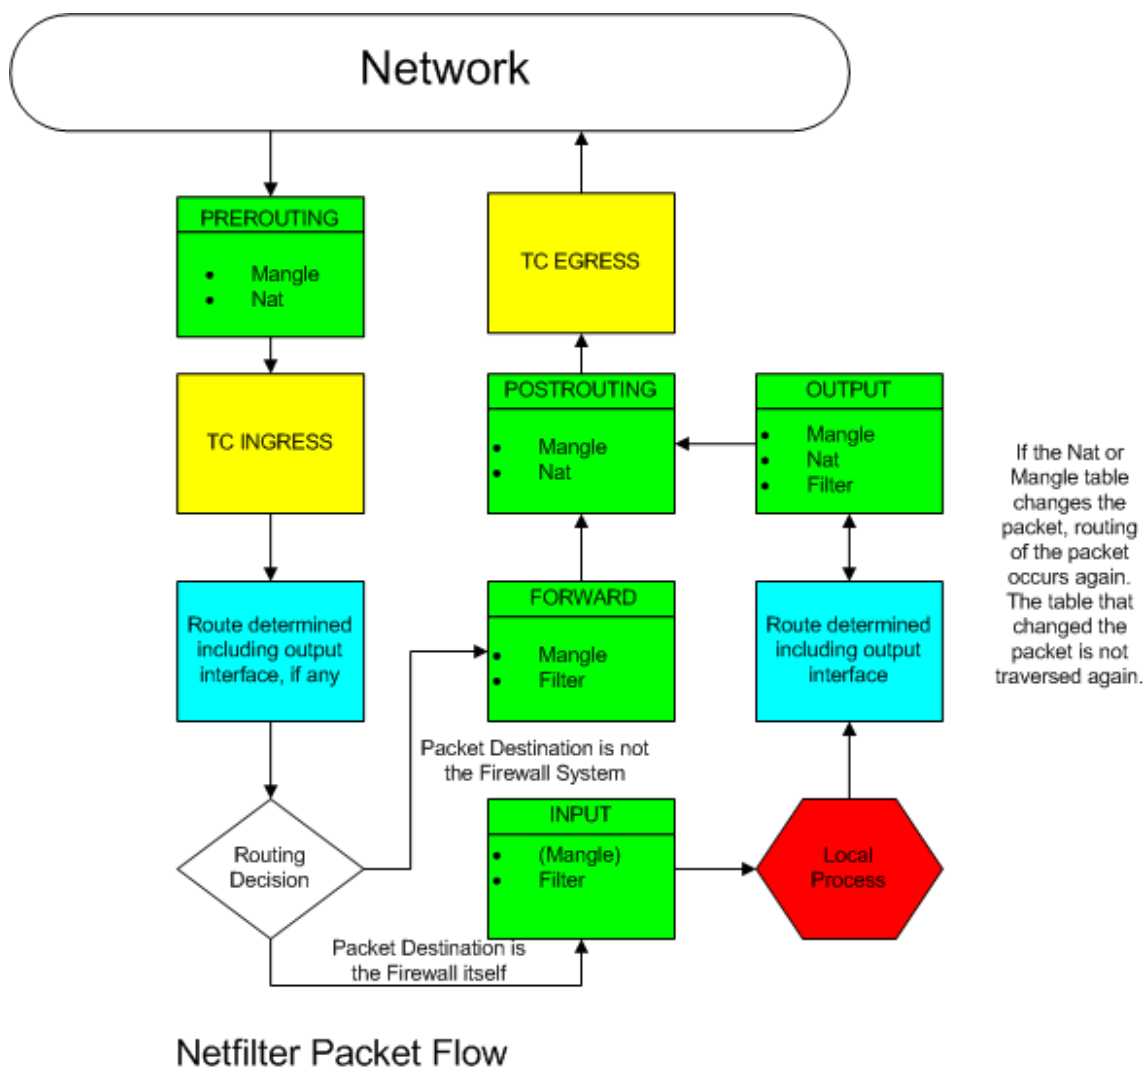 Network
PREROUTING
• Mangle
• Nat
TC INGRESS
Route determined
including output
interface, if any
Routing
Decision
Packet Destination is not
the Firewall System
Packet Destination is
the Firewall itself
TC EGRESS
POSTROUTING
• Mangle
• Nat
FORWARD
• Mangle
• Filter
INPUT
• (Mangle)
• Filter
OUTPUT
• Mangle
• Nat
• Filter
Route determined
including output
interface
Local
Process
If the Nat or
Mangle table
changes the
packet, routing
of the packet
occurs again.
The table that
changed the
packet is not
traversed again.
Netfilter Packet Flow